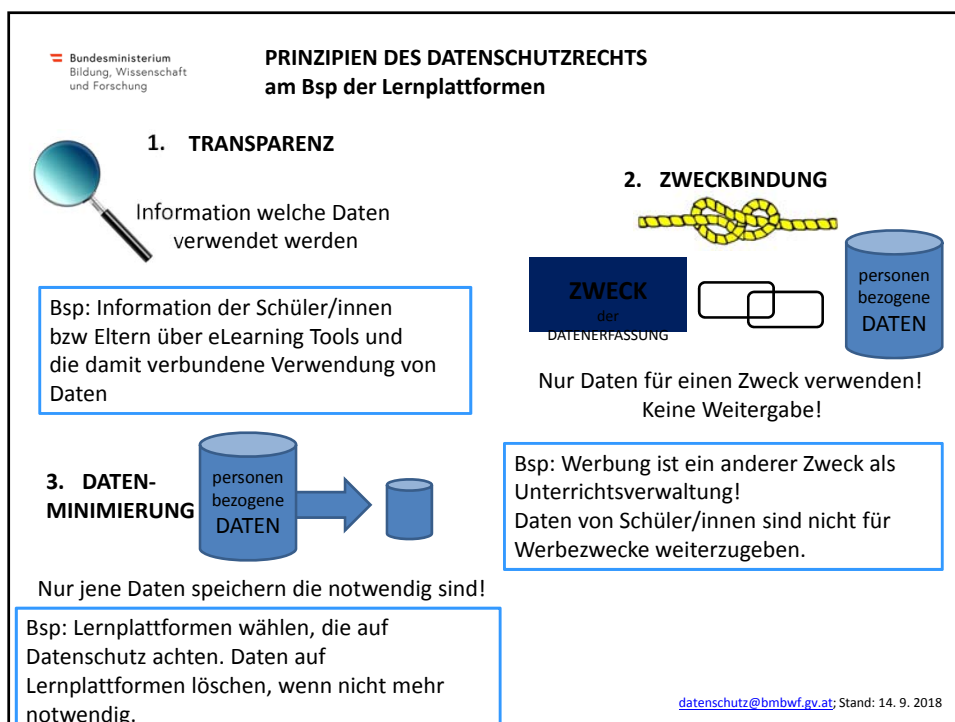 Bundesministerium
Bildung, Wissenschaft
und Forschung
PRINZIPIEN DES DATENSCHUTZRECHTS
am Bsp der Lernplattformen
1. TRANSPARENZ
Information welche Daten
verwendet werden
Bsp: Information der Schüler/innen
bzw Eltern über eLearning Tools und
die damit verbundene Verwendung von
Daten
2. ZWECKBINDUNG
ZWECK
der
DATENERFASSUNG
personen
bezogene
DATEN
Nur Daten für einen Zweck verwenden!
Keine Weitergabe!
Bsp: Werbung ist ein anderer Zweck als
Unterrichtsverwaltung!
Daten von Schüler/innen sind nicht für
Werbezwecke weiterzugeben.
3. DATEN-
MINIMIERUNG
personen
bezogene
DATEN
Nur jene Daten speichern die notwendig sind!
Bsp: Lernplattformen wählen, die auf
Datenschutz achten. Daten auf
Lernplattformen löschen, wenn nicht mehr
notwendig.
datenschutz@bmbwf.gv.at; Stand: 14. 9. 2018